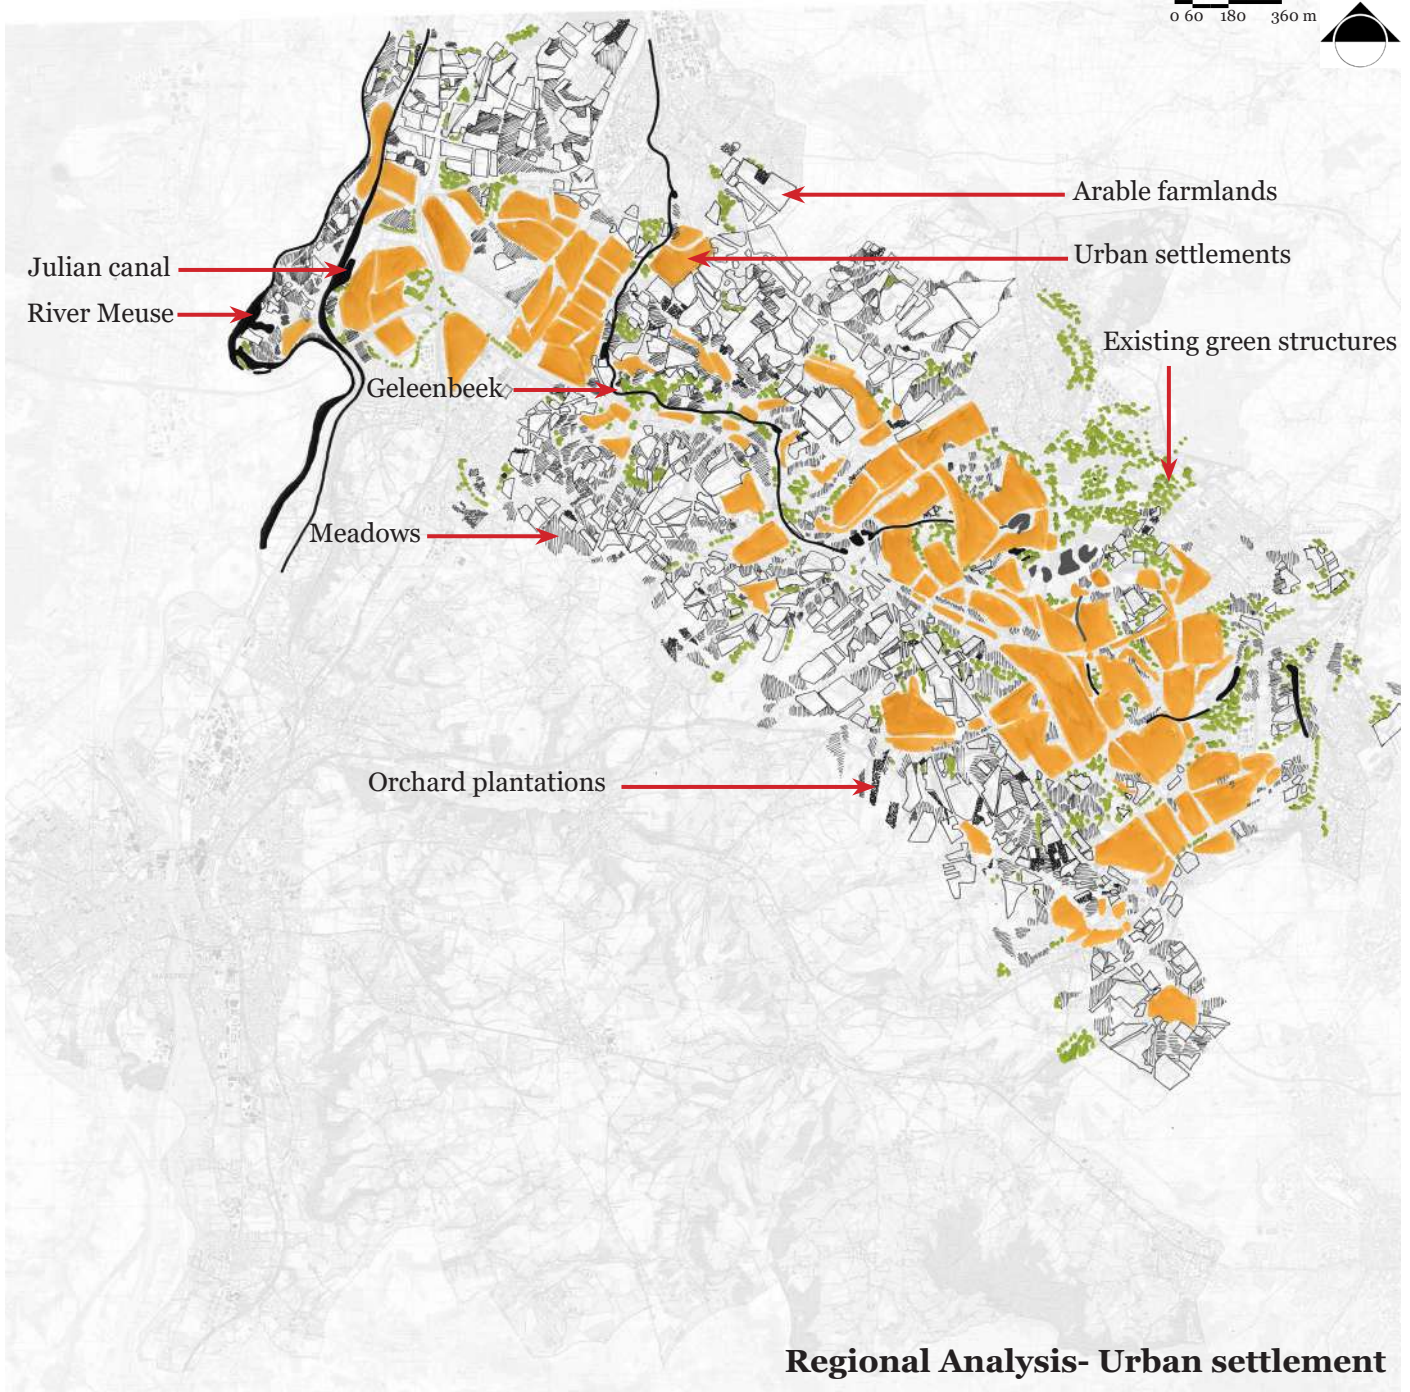 0 60 180 360 m
Arable farmlands
Urban settlements
Julian canal
River Meuse
Existing green structures
Geleenbeek
Meadows
Orchard plantations
Regional Analysis- Urban settlement